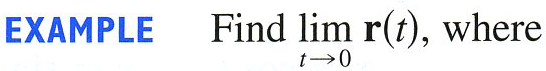 EXAMPLE Find lim r(t), where
t→0